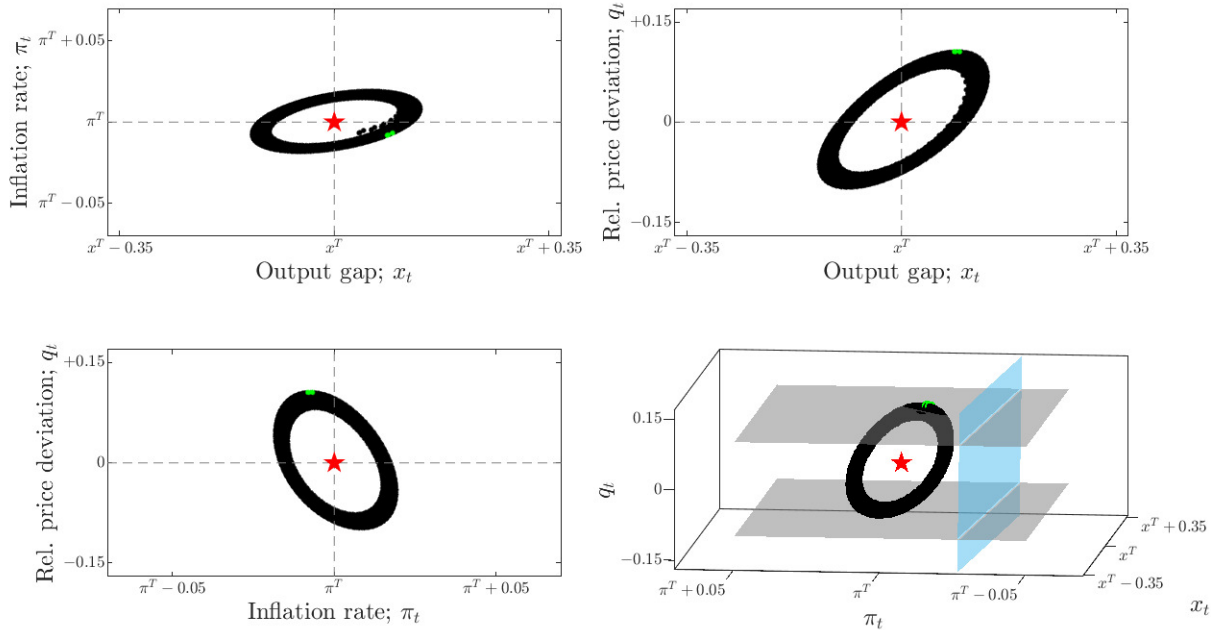 Inflation rate; π_t
π^T + 0.05
π^T
π^T − 0.05
x^T − 0.35
x^T
x^T + 0.35
Output gap; x_t
Rel. price deviation; q_t
+0.15
0
−0.15
x^T − 0.35
x^T
x^T + 0.35
Output gap; x_t
Rel. price deviation; q_t
+0.15
0
−0.15
π^T − 0.05
π^T
π^T + 0.05
Inflation rate; π_t
q_t
0.15
0
−0.15
π^T + 0.05
π^T
π^T − 0.05
π_t
x^T + 0.35
x^T
x^T − 0.35
x_t